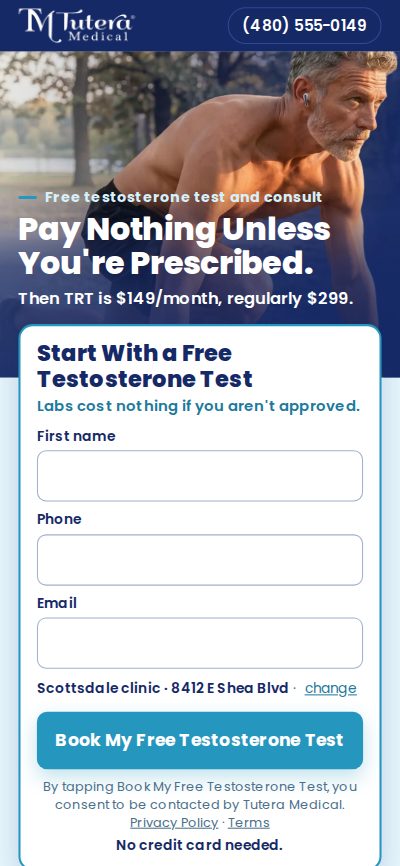 TMTutera®
Medical
(480) 555-0149
Free testosterone test and consult
Pay Nothing Unless
You're Prescribed.
Then TRT is $149/month, regularly $299.
Start With a Free
Testosterone Test
Labs cost nothing if you aren't approved.
First name
Phone
Email
Scottsdale clinic · 8412 E Shea Blvd · change
Book My Free Testosterone Test
By tapping Book My Free Testosterone Test, you
consent to be contacted by Tutera Medical.
Privacy Policy · Terms
No credit card needed.